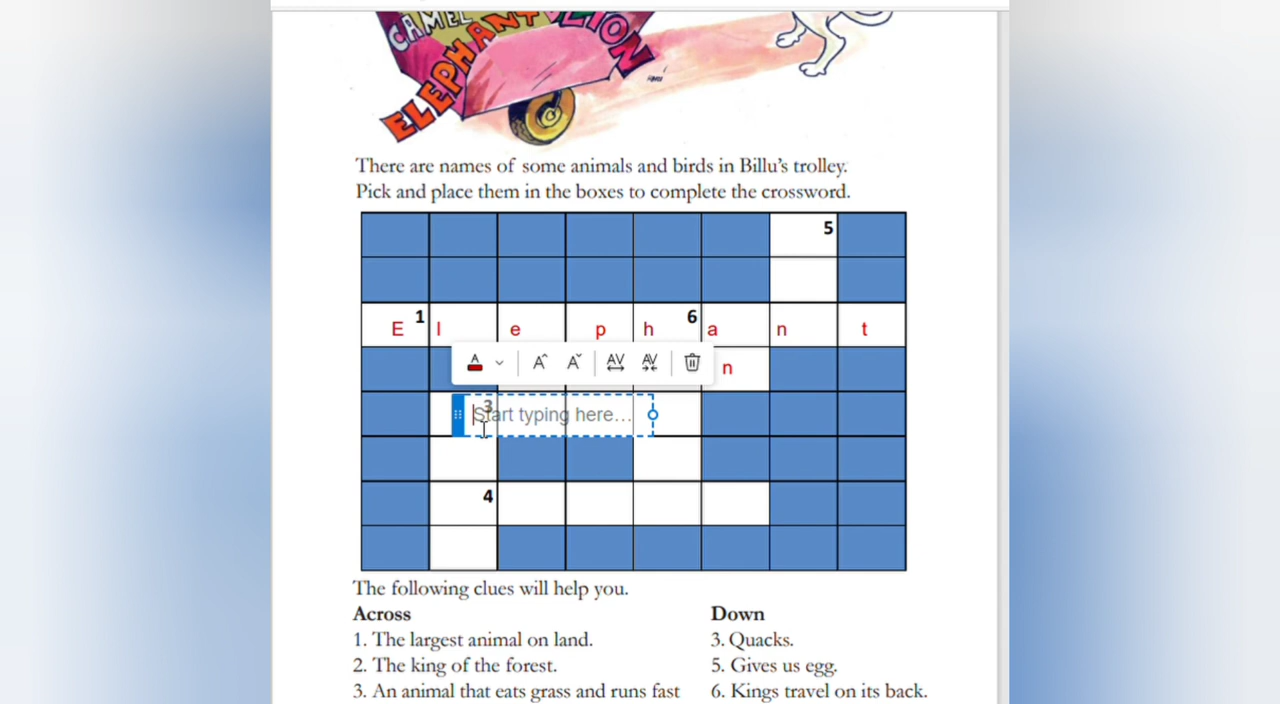 CAMEL
ELEPHANT
LION
There are names of some animals and birds in Billu's trolley.
Pick and place them in the boxes to complete the crossword.
5
E 1 l e p h 6 a n t
A A AV AV
n
3
Start typing here...
4
The following clues will help you.
Across
1. The largest animal on land.
2. The king of the forest.
3. An animal that eats grass and runs fast
Down
3. Quacks.
5. Gives us egg.
6. Kings travel on its back.